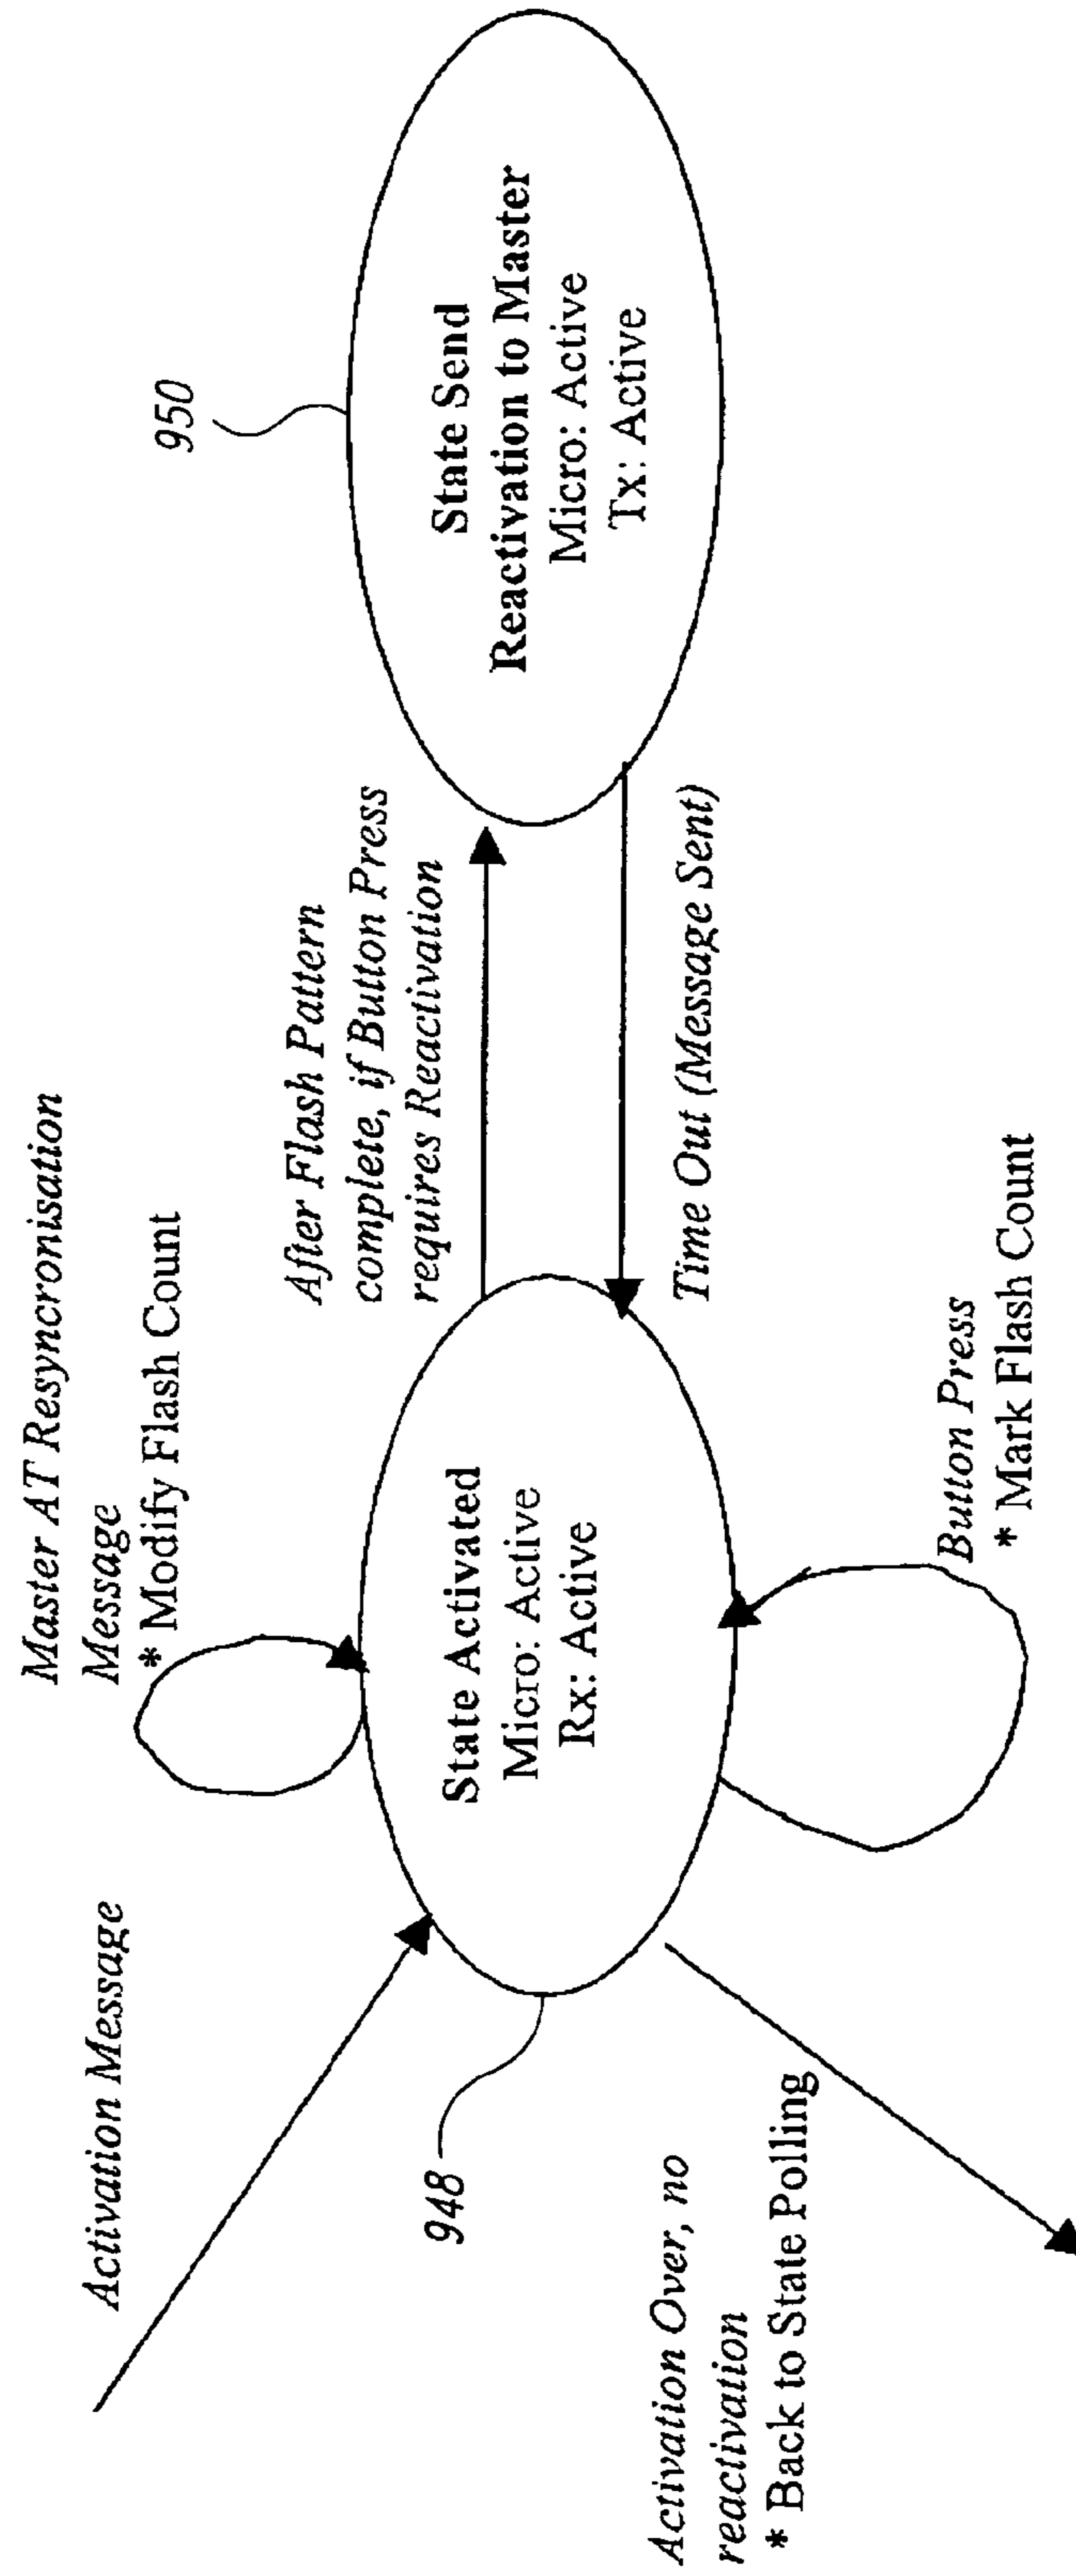 Activation Message
Master AT Resyncronisation
Message
* Modify Flash Count
948
State Activated
Micro: Active
Rx: Active
After Flash Pattern
complete, if Button Press
requires Reactivation
950
State Send
Reactivation to Master
Micro: Active
Tx: Active
Time Out (Message Sent)
Activation Over, no
reactivation
* Back to State Polling
Button Press
* Mark Flash Count